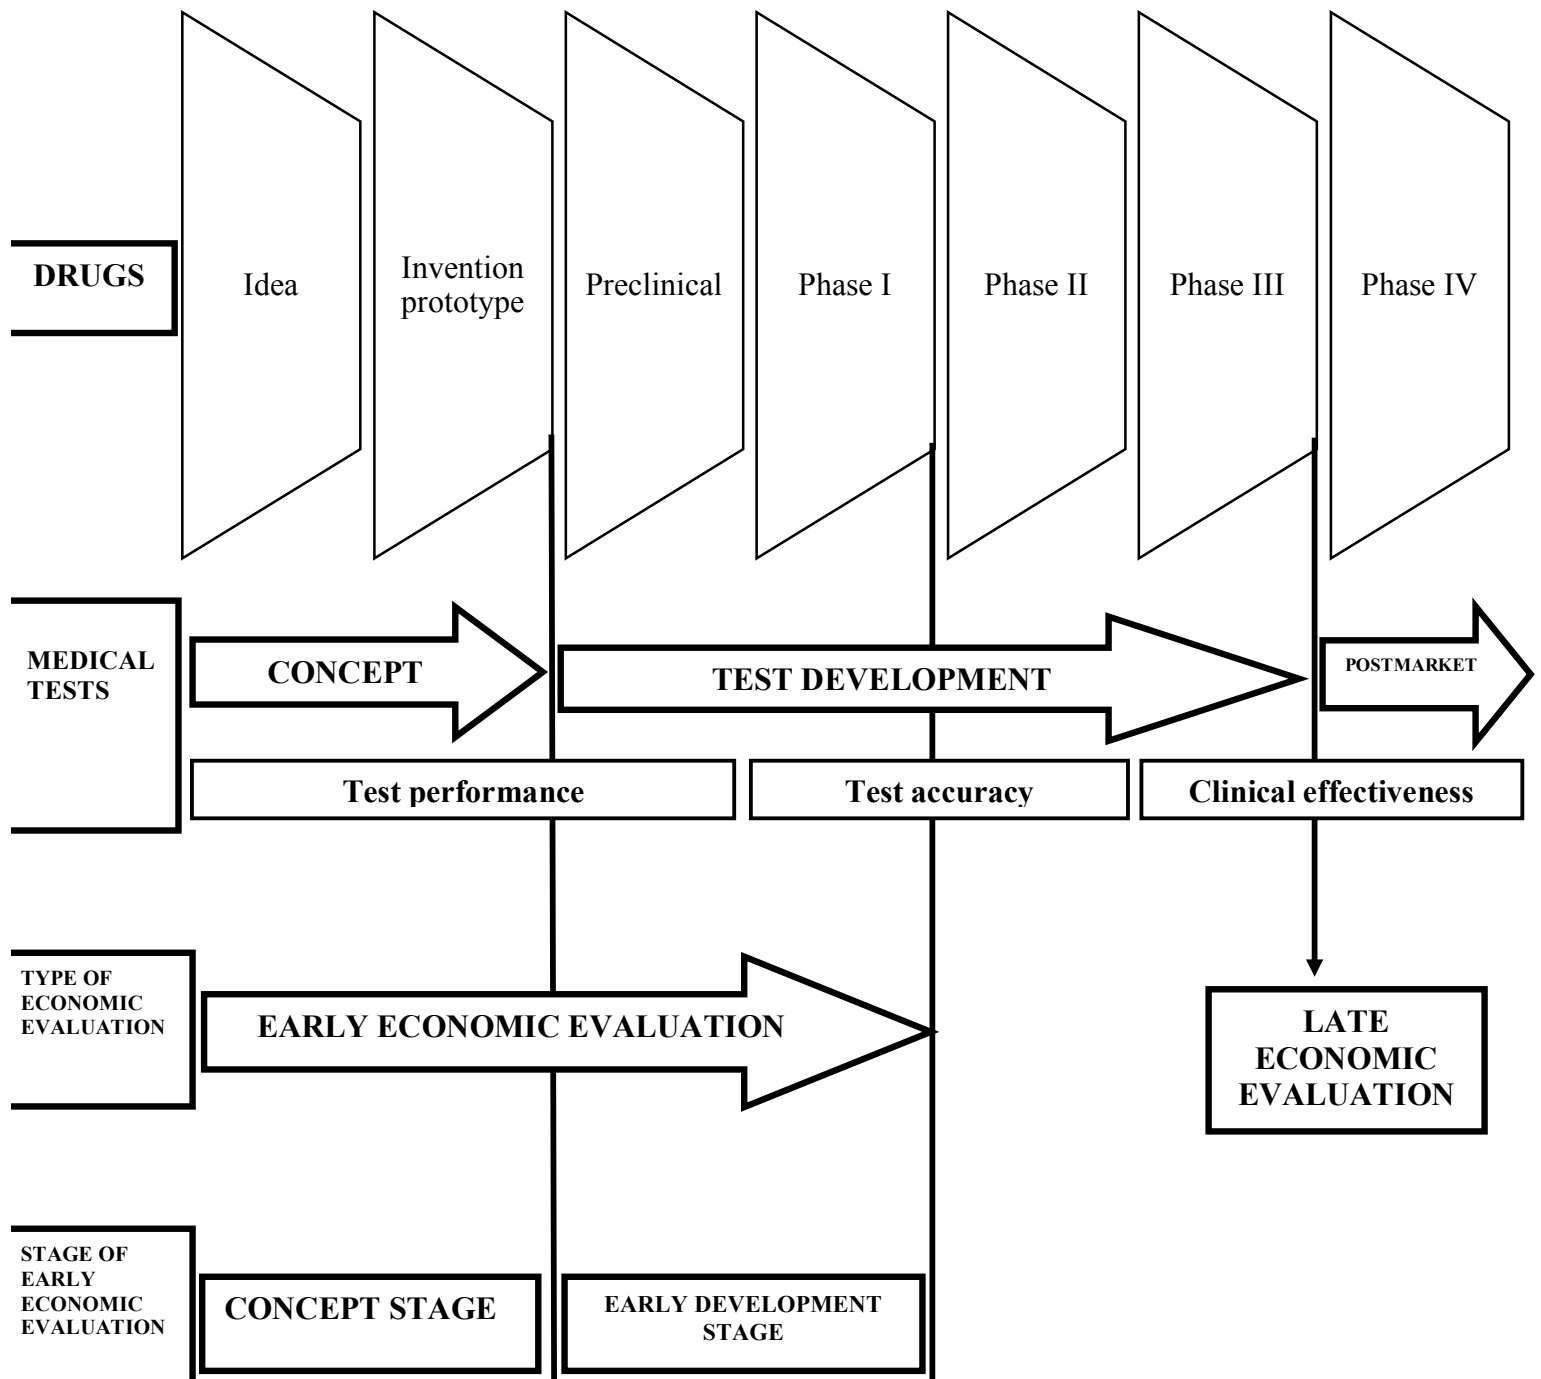 DRUGS
Idea
Invention
prototype
Preclinical
Phase I
Phase II
Phase III
Phase IV
MEDICAL
TESTS
CONCEPT
TEST DEVELOPMENT
POSTMARKET
Test performance
Test accuracy
Clinical effectiveness
TYPE OF
ECONOMIC
EVALUATION
EARLY ECONOMIC EVALUATION
LATE
ECONOMIC
EVALUATION
STAGE OF
EARLY
ECONOMIC
EVALUATION
CONCEPT STAGE
EARLY DEVELOPMENT
STAGE